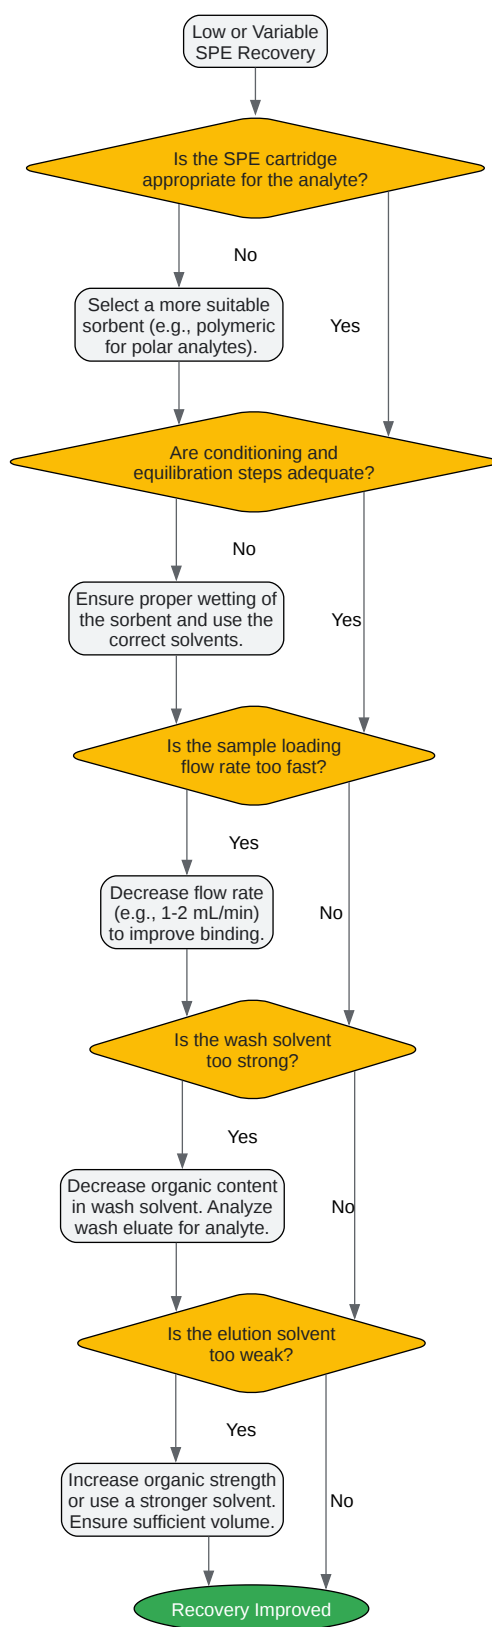 Low or Variable
SPE Recovery
Is the SPE cartridge
appropriate for the analyte?
No
Select a more suitable
sorbent (e.g., polymeric
for polar analytes).
Yes
Are conditioning and
equilibration steps adequate?
No
Ensure proper wetting of
the sorbent and use the
correct solvents.
Yes
Is the sample loading
flow rate too fast?
Yes
Decrease flow rate
(e.g., 1-2 mL/min)
to improve binding.
No
Is the wash solvent
too strong?
Yes
Decrease organic content
in wash solvent. Analyze
wash eluate for analyte.
No
Is the elution solvent
too weak?
Yes
Increase organic strength
or use a stronger solvent.
Ensure sufficient volume.
No
Recovery Improved